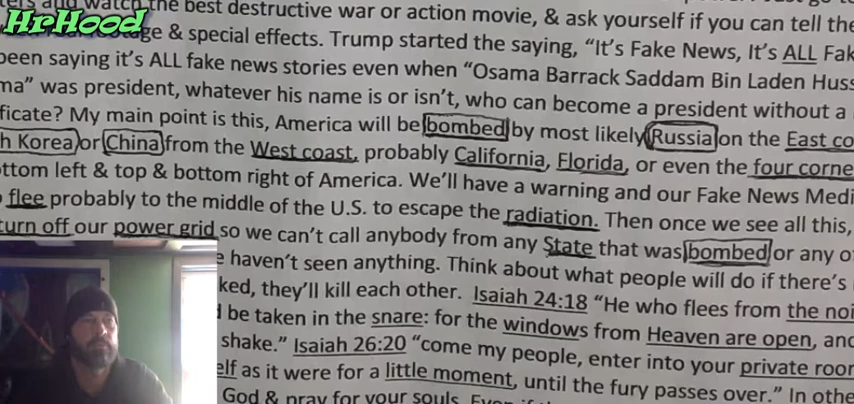 HrHood
ters and watch the best destructive war or action movie, & ask yourself if you can tell the
ge & special effects. Trump started the saying, "It's Fake News, It's ALL Fak
been saying it's ALL fake news stories even when "Osama Barrack Saddam Bin Laden Huss
ma" was president, whatever his name is or isn't, who can become a president without a
ficate? My main point is this, America will be bombed by most likely Russia on the East co
h Korea or China from the West coast, probably California, Florida, or even the four corne
ottom left & top & bottom right of America. We'll have a warning and our Fake News Medi
flee probably to the middle of the U.S. to escape the radiation. Then once we see all this,
turn off our power grid so we can't call anybody from any State that was bombed or any o
e haven't seen anything. Think about what people will do if there's
ked, they'll kill each other. Isaiah 24:18 "He who flees from the noi
be taken in the snare: for the windows from Heaven are open, and
shake." Isaiah 26:20 "come my people, enter into your private roor
elf as it were for a little moment, until the fury passes over." In othe
God & pray for your souls.